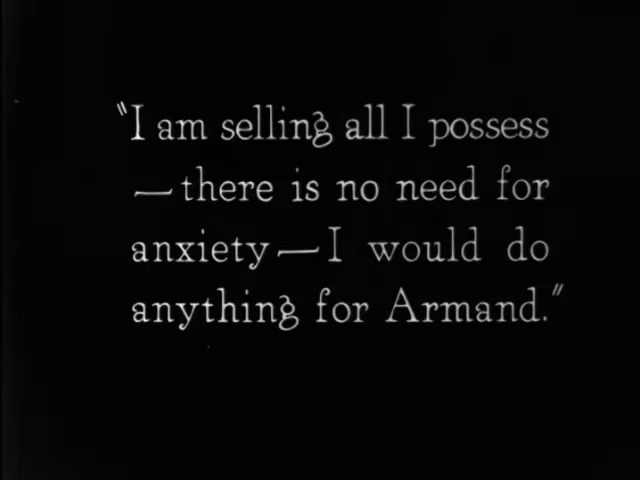 "I am selling all I possess
—there is no need for
anxiety—I would do
anything for Armand."